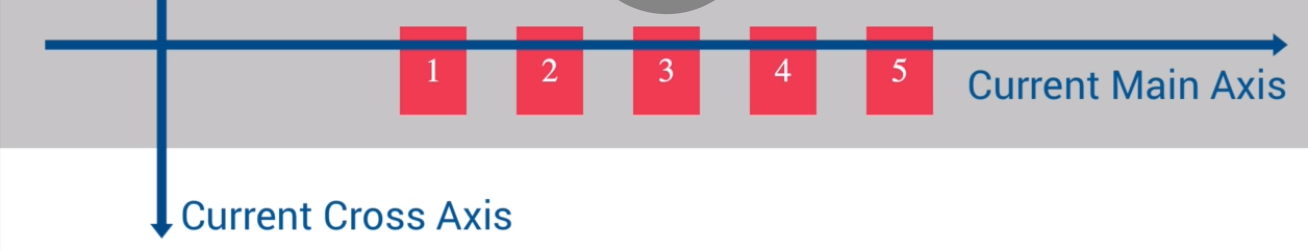 1 2 3 4 5
Current Main Axis
Current Cross Axis